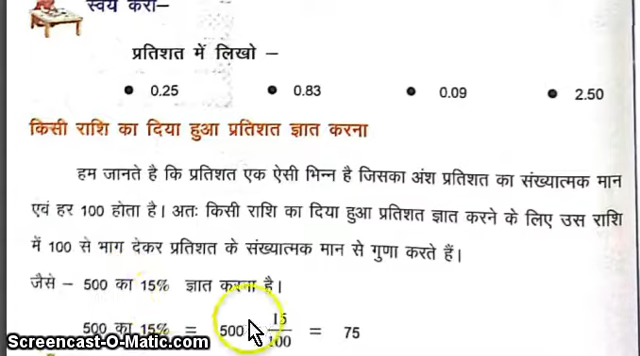 स्वयं करो–
प्रतिशत में लिखो –
• 0.25 • 0.83 • 0.09 • 2.50
किसी राशि का दिया हुआ प्रतिशत ज्ञात करना
हम जानते है कि प्रतिशत एक ऐसी भिन्न है जिसका अंश प्रतिशत का संख्यात्मक मान
एवं हर 100 होता है। अतः किसी राशि का दिया हुआ प्रतिशत ज्ञात करने के लिए उस राशि
में 100 से भाग देकर प्रतिशत के संख्यात्मक मान से गुणा करते हैं।
जैसे – 500 का 15% ज्ञात करना है।
500 का 15% = 500 15/100 = 75
Screencast-O-Matic.com